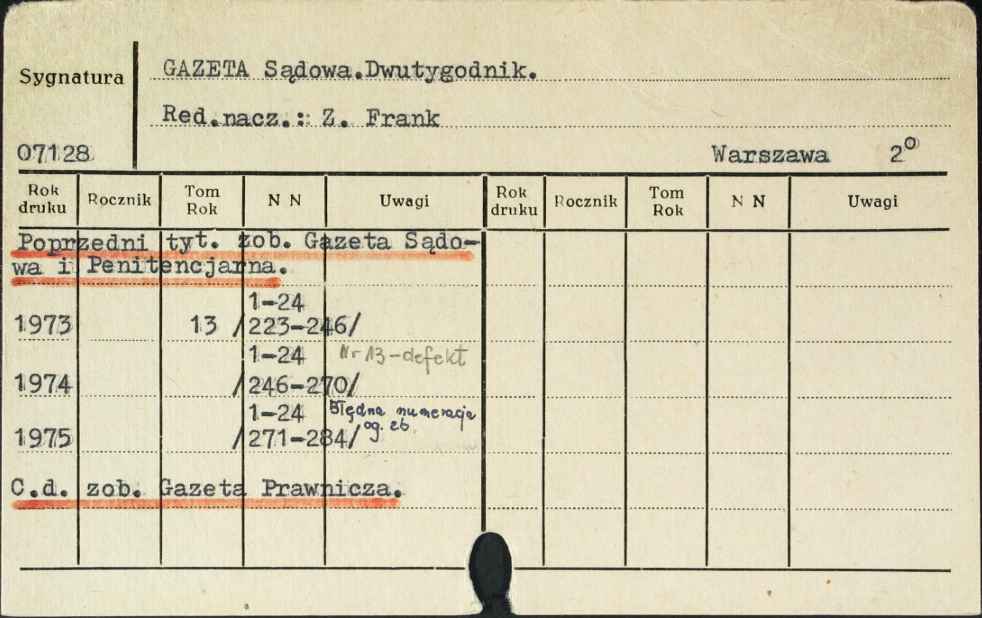 Sygnatura
GAZETA Sądowa.Dwutygodnik.
Red.nacz.: Z. Frank
07128
Warszawa 2°
Rok druku Rocznik Tom Rok N N Uwagi Rok druku Rocznik Tom Rok N N Uwagi
Poprzedni tyt. zob. Gazeta Sądo-
wa i Penitencjarna.
1-24
1973 13 /223-246/
1-24 Nr 13-defekt
1974 /246-270/
1-24 Błędna numeracja
1975 /271-284/ og. zb.
C.d. zob. Gazeta Prawnicza.